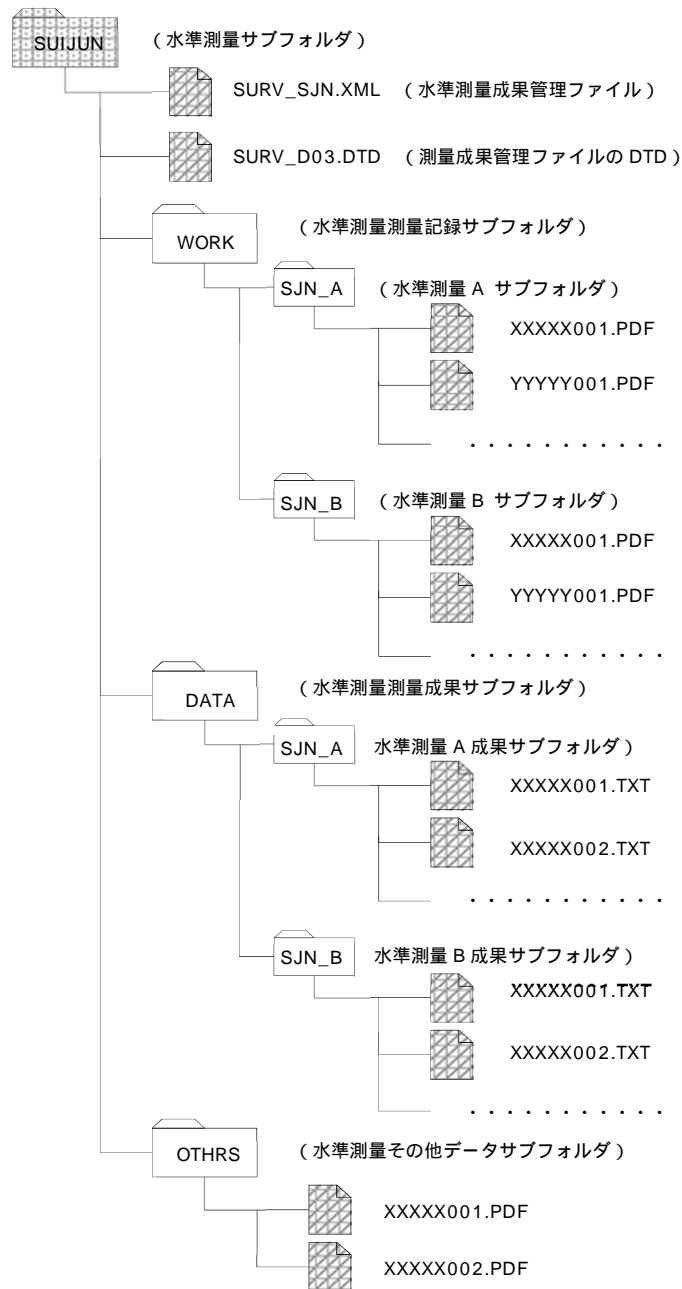 SUIJUN （水準測量サブフォルダ）
SURV_SJN.XML （水準測量成果管理ファイル）
SURV_D03.DTD （測量成果管理ファイルの DTD）
WORK （水準測量測量記録サブフォルダ）
SJN_A （水準測量 A サブフォルダ）
XXXXX001.PDF
YYYYY001.PDF
・・・・・・・・・・・
SJN_B （水準測量 B サブフォルダ）
XXXXX001.PDF
YYYYY001.PDF
・・・・・・・・・・・
DATA （水準測量測量成果サブフォルダ）
SJN_A 水準測量 A 成果サブフォルダ）
XXXXX001.TXT
XXXXX002.TXT
・・・・・・・・・・・
SJN_B 水準測量 B 成果サブフォルダ）
XXXXX001.TXT
XXXXX002.TXT
・・・・・・・・・・・
OTHRS （水準測量その他データサブフォルダ）
XXXXX001.PDF
XXXXX002.PDF